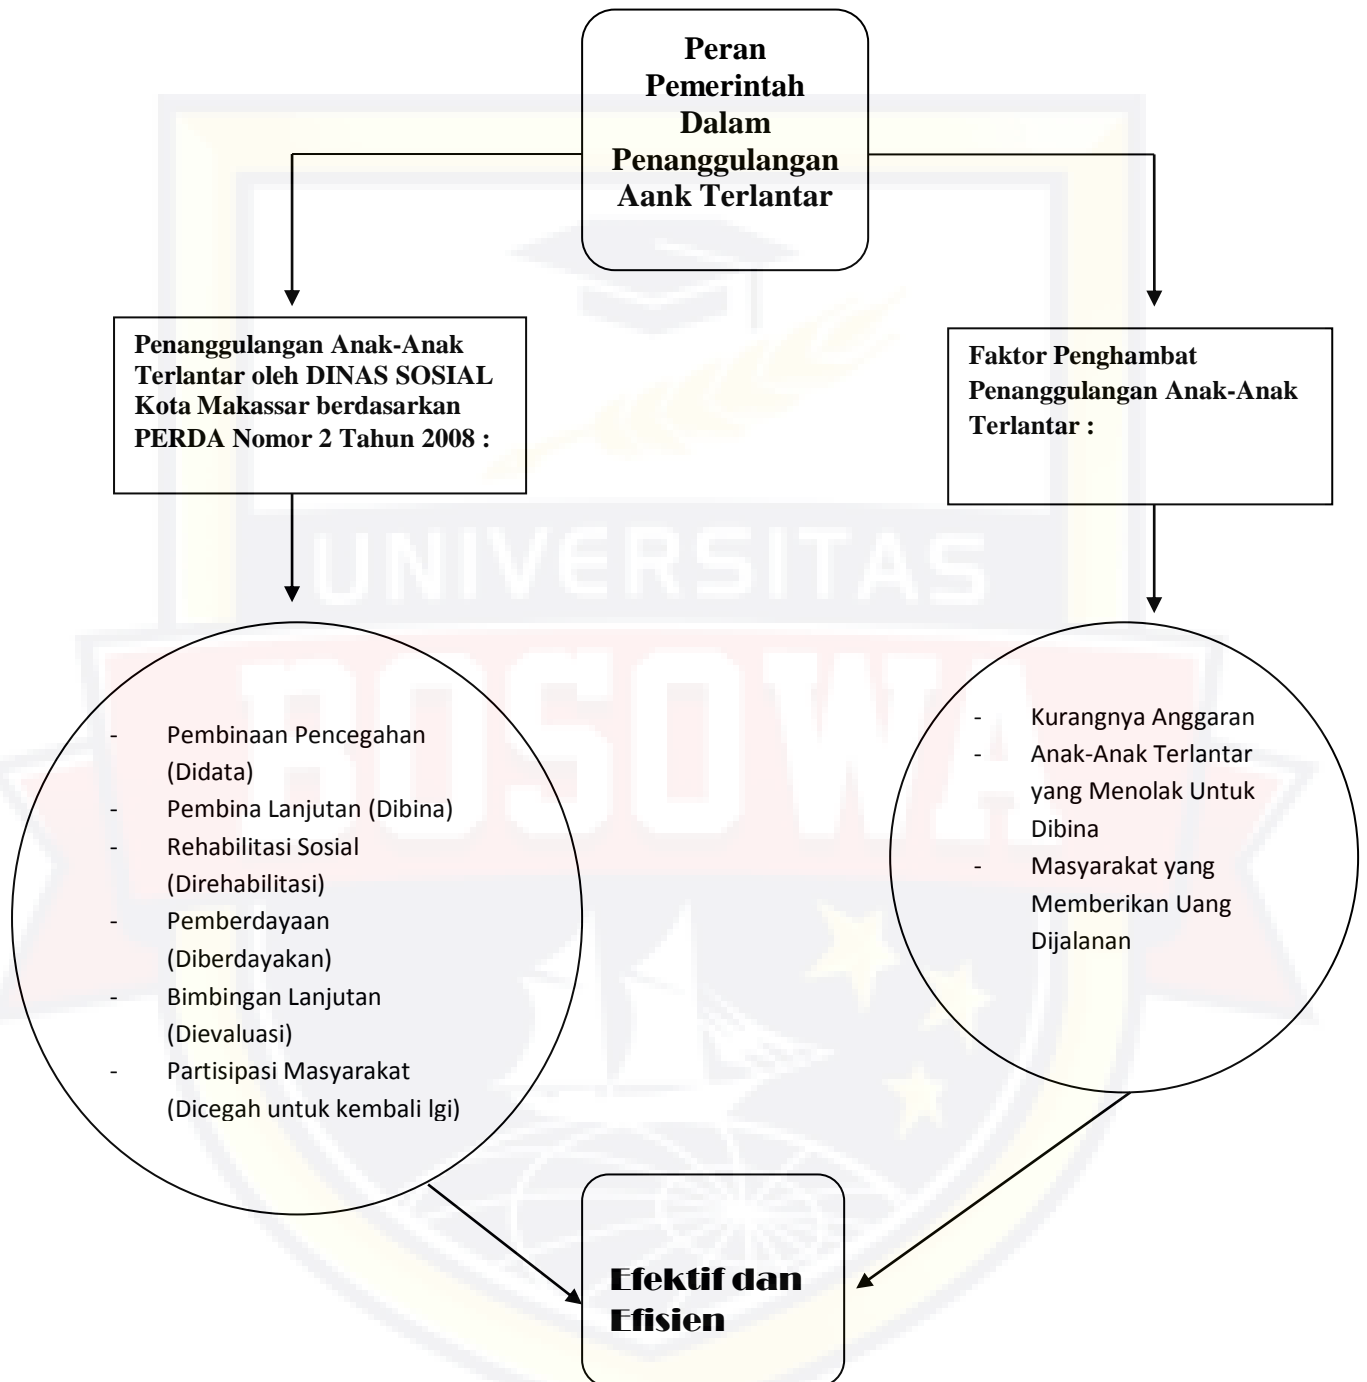 Peran
Pemerintah
Dalam
Penanggulangan
Aank Terlantar
Penanggulangan Anak-Anak
Terlantar oleh DINAS SOSIAL
Kota Makassar berdasarkan
PERDA Nomor 2 Tahun 2008 :
Faktor Penghambat
Penanggulangan Anak-Anak
Terlantar :
UNIVERSITAS
BOSOWA
- Pembinaan Pencegahan
(Didata)
- Pembina Lanjutan (Dibina)
- Rehabilitasi Sosial
(Direhabilitasi)
- Pemberdayaan
(Diberdayakan)
- Bimbingan Lanjutan
(Dievaluasi)
- Partisipasi Masyarakat
(Dicegah untuk kembali lgi)
- Kurangnya Anggaran
- Anak-Anak Terlantar
yang Menolak Untuk
Dibina
- Masyarakat yang
Memberikan Uang
Dijalanan
Efektif dan
Efisien